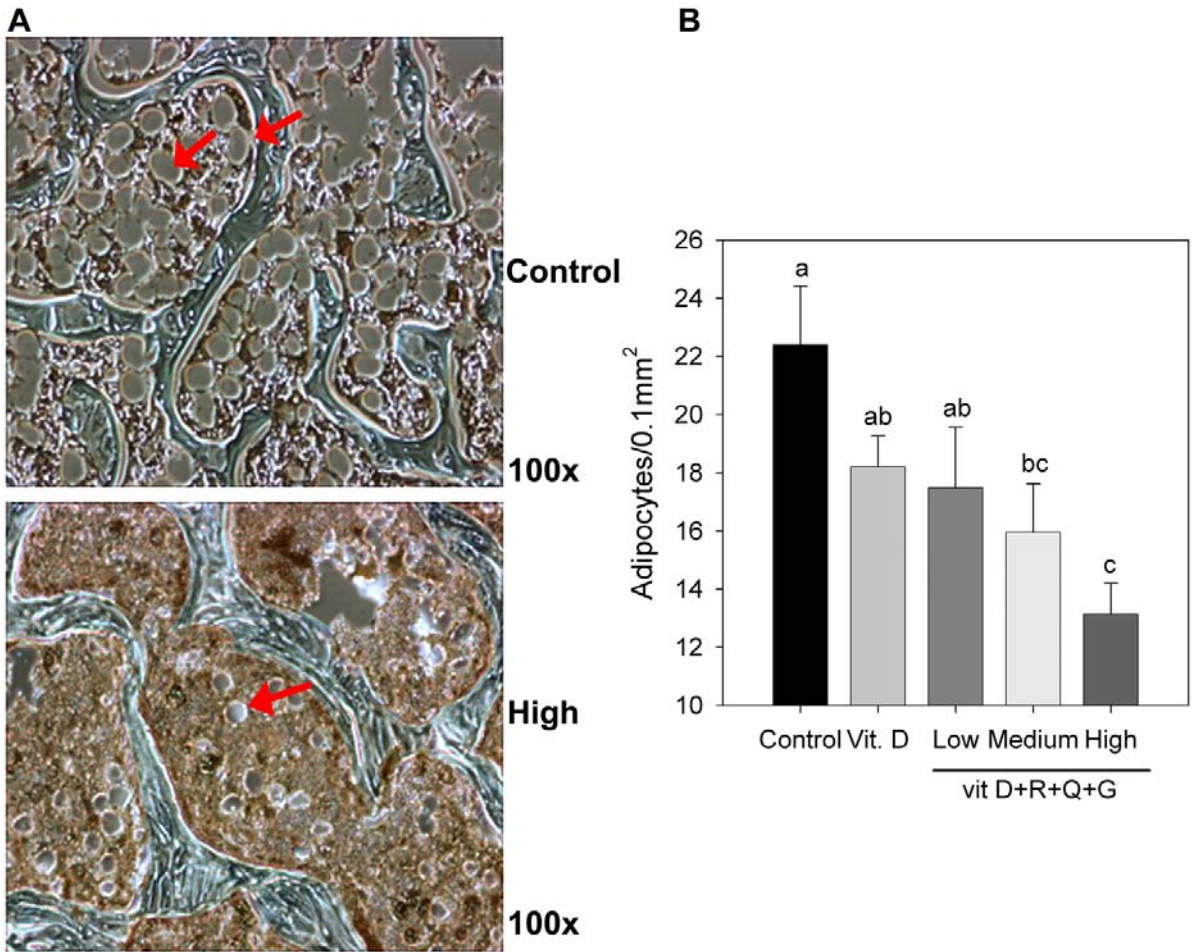 A
Control
100x
High
100x
B
26
24
22
20
18
16
14
12
10
Adipocytes/0.1mm²
a
ab
ab
bc
c
Control Vit. D Low Medium High
vit D+R+Q+G